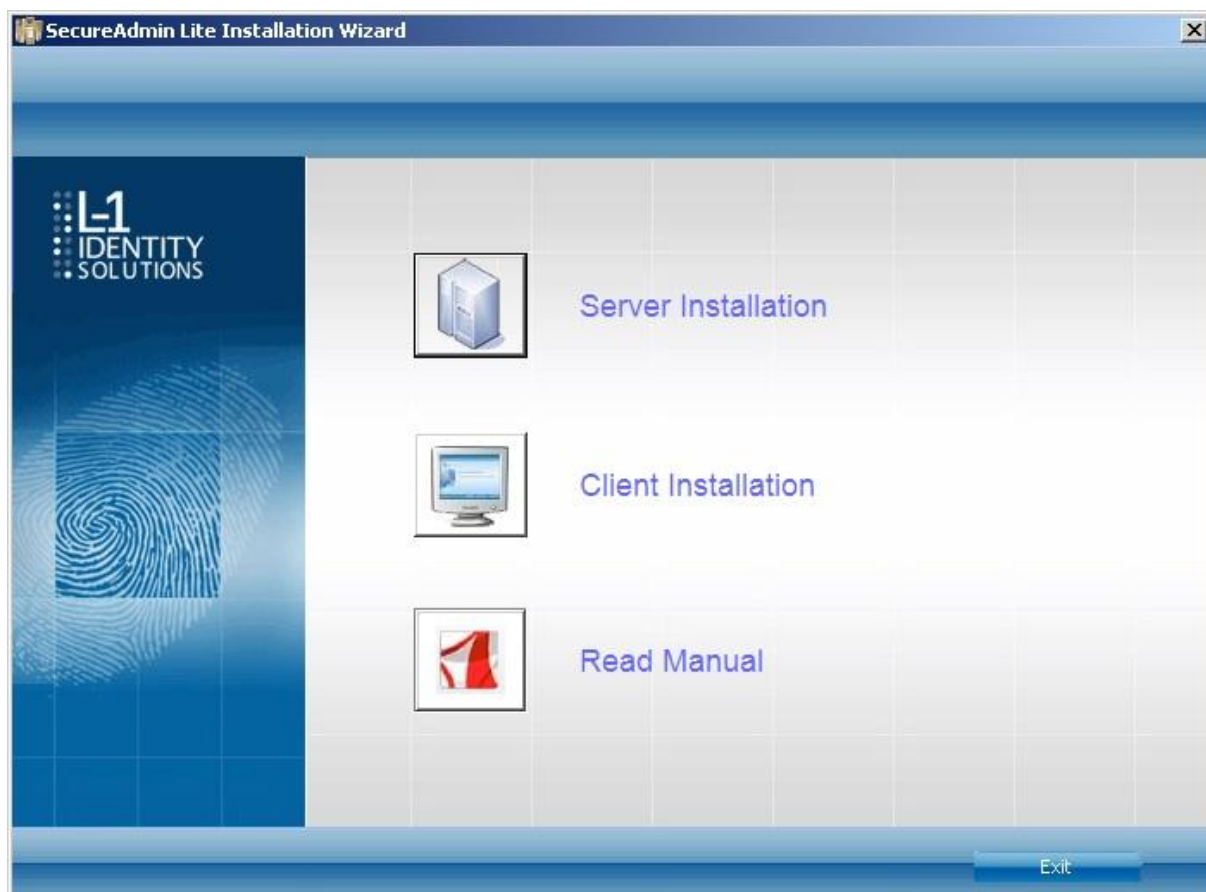 SecureAdmin Lite Installation Wizard
L-1
IDENTITY
SOLUTIONS
Server Installation
Client Installation
Read Manual
Exit